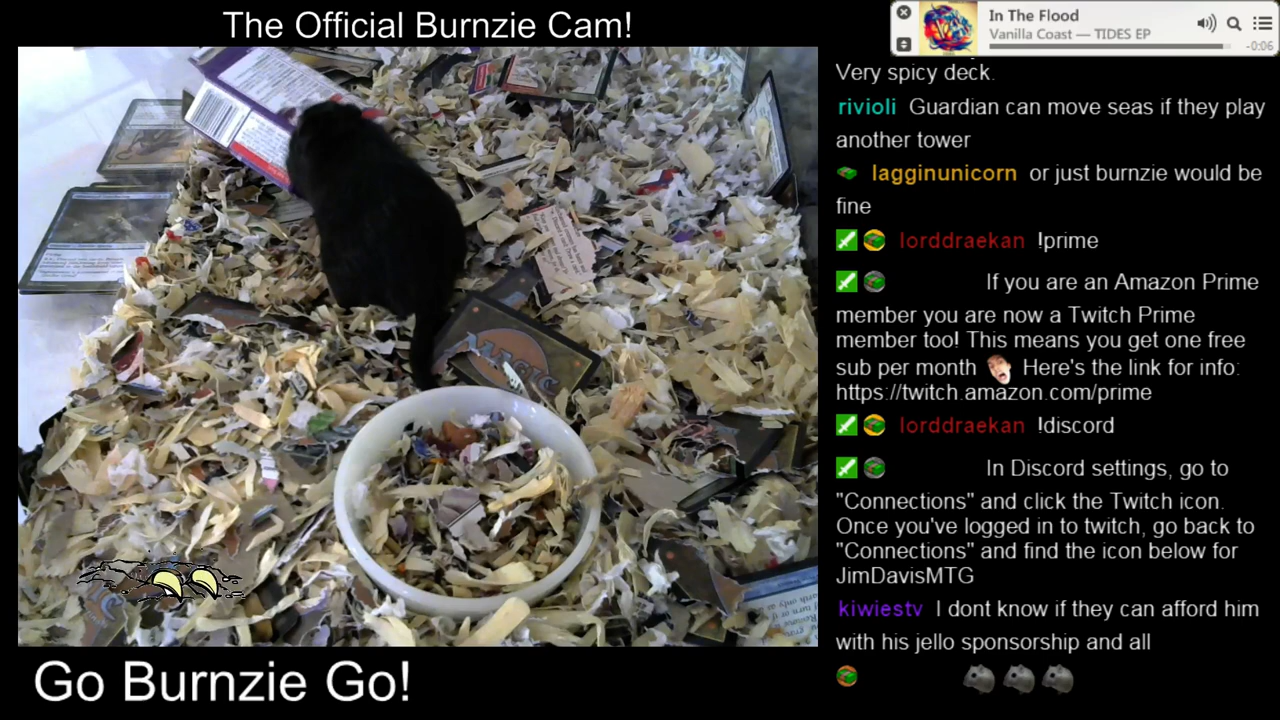 The Official Burnzie Cam!
In The Flood
Vanilla Coast — TIDES EP
-0:06
Very spicy deck.
rivioli Guardian can move seas if they play
another tower
lagginunicorn or just burnzie would be
fine
lorddraekan !prime
If you are an Amazon Prime
member you are now a Twitch Prime
member too! This means you get one free
sub per month Here's the link for info:
https://twitch.amazon.com/prime
lorddraekan !discord
In Discord settings, go to
"Connections" and click the Twitch icon.
Once you've logged in to twitch, go back to
"Connections" and find the icon below for
JimDavisMTG
kiwiestv I dont know if they can afford him
with his jello sponsorship and all
MAGIC
Go Burnzie Go!